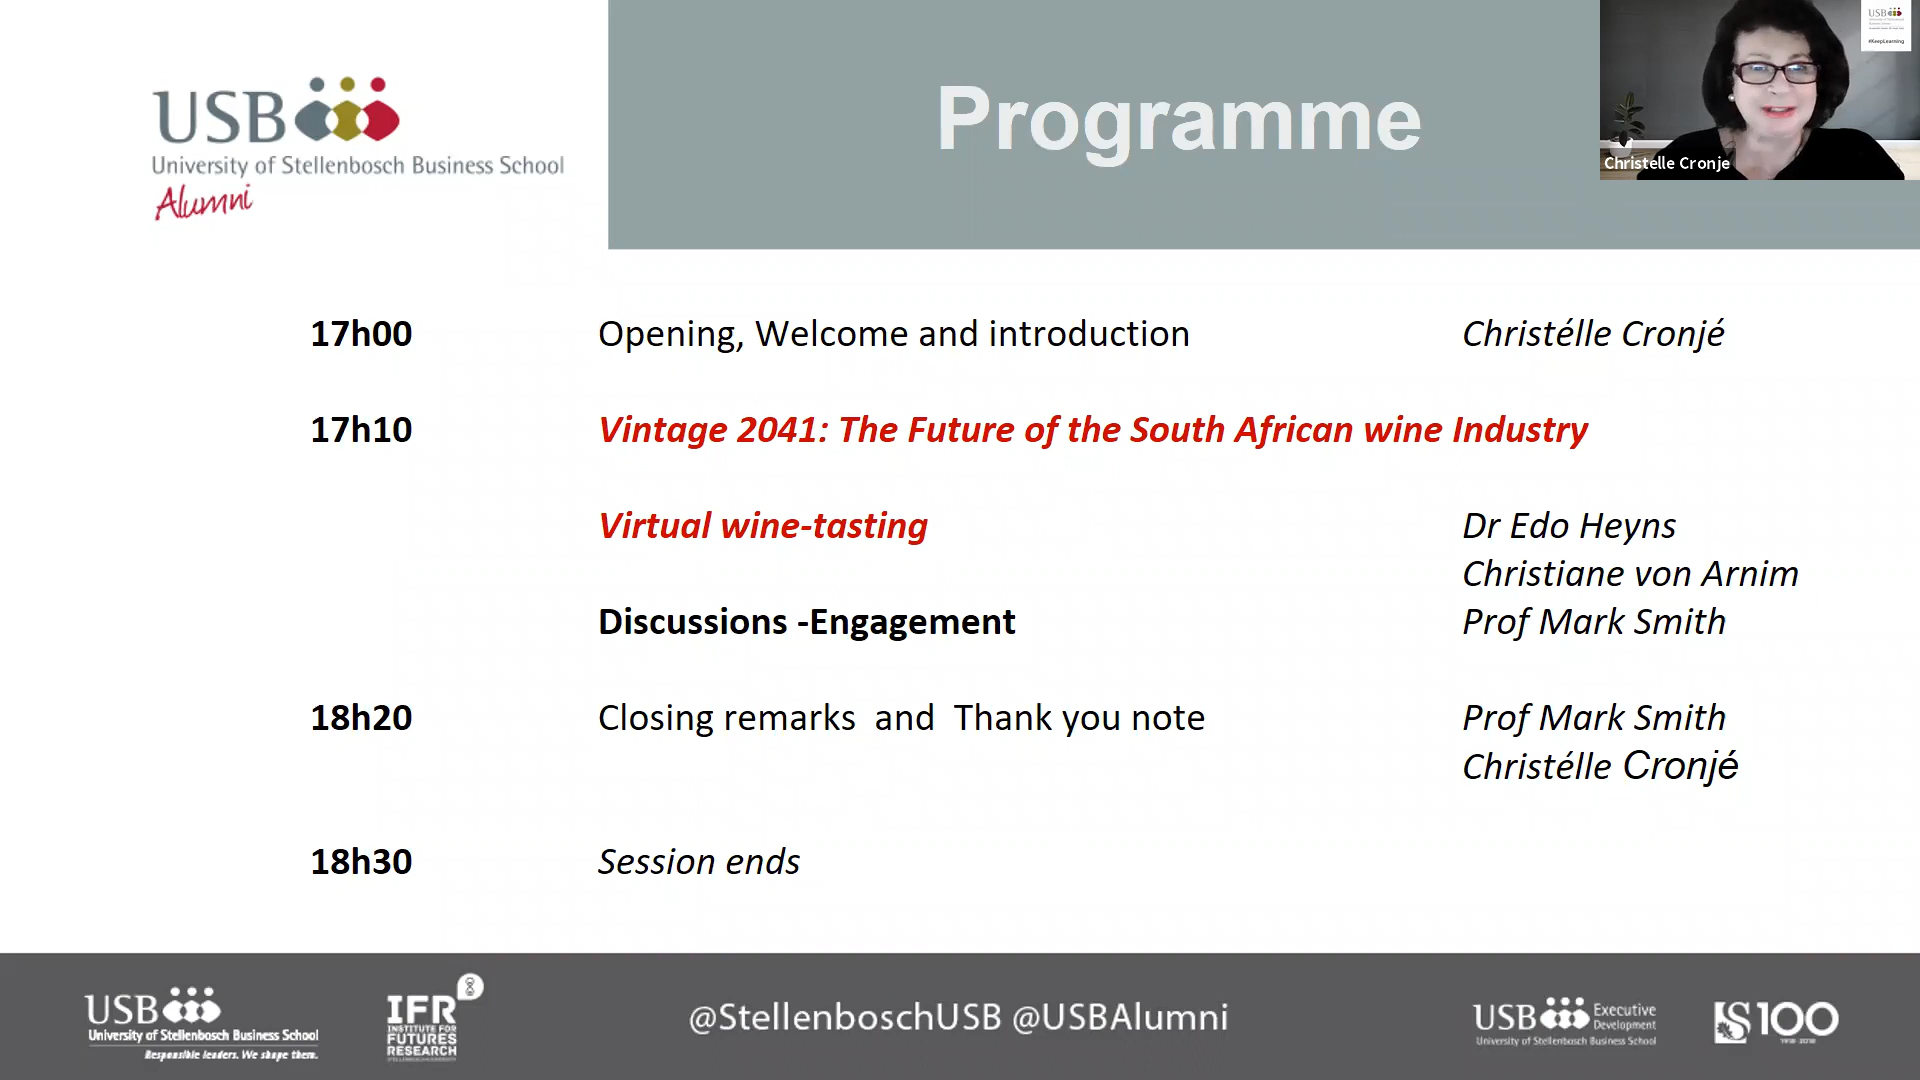 USB
University of Stellenbosch Business School
Alumni
Programme
USB
#KeepLearning
Christelle Cronje
17h00 Opening, Welcome and introduction Christélle Cronjé
17h10 Vintage 2041: The Future of the South African wine Industry
Virtual wine-tasting Dr Edo Heyns
Christiane von Arnim
Discussions -Engagement Prof Mark Smith
18h20 Closing remarks and Thank you note Prof Mark Smith
Christélle Cronjé
18h30 Session ends
USB
University of Stellenbosch Business School
Responsible leaders. We shape them.
IFR
INSTITUTE FOR
FUTURES
RESEARCH
@StellenboschUSB @USBAlumni
USB Executive
Development
University of Stellenbosch Business School
S100
1918 2018